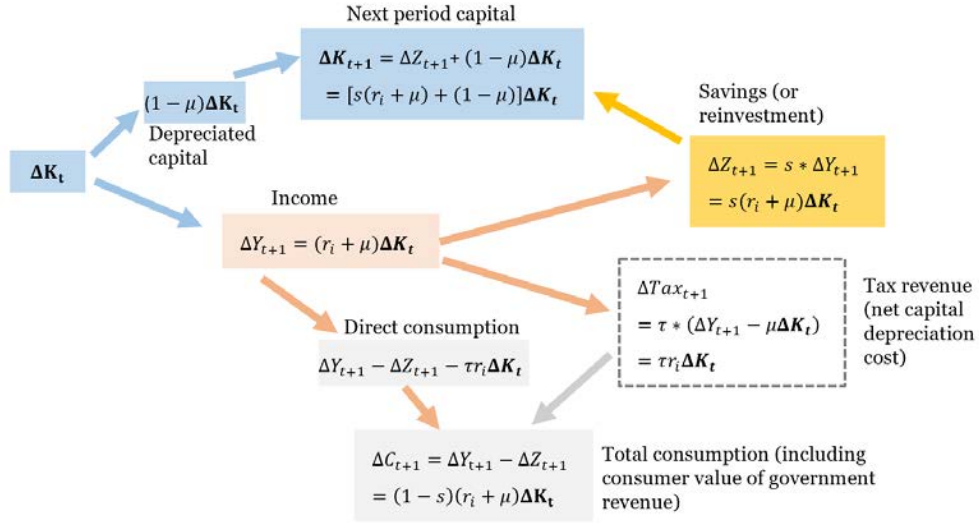 Next period capital
ΔK_{t+1} = ΔZ_{t+1} + (1 − μ)ΔK_t
= [s(r_i + μ) + (1 − μ)]ΔK_t
(1 − μ)ΔK_t
Depreciated
capital
ΔK_t
Savings (or
reinvestment)
ΔZ_{t+1} = s ∗ ΔY_{t+1}
= s(r_i + μ)ΔK_t
Income
ΔY_{t+1} = (r_i + μ)ΔK_t
ΔTax_{t+1}
= τ ∗ (ΔY_{t+1} − μΔK_t)
= τr_iΔK_t
Tax revenue
(net capital
depreciation
cost)
Direct consumption
ΔY_{t+1} − ΔZ_{t+1} − τr_iΔK_t
ΔC_{t+1} = ΔY_{t+1} − ΔZ_{t+1}
= (1 − s)(r_i + μ)ΔK_t
Total consumption (including
consumer value of government
revenue)